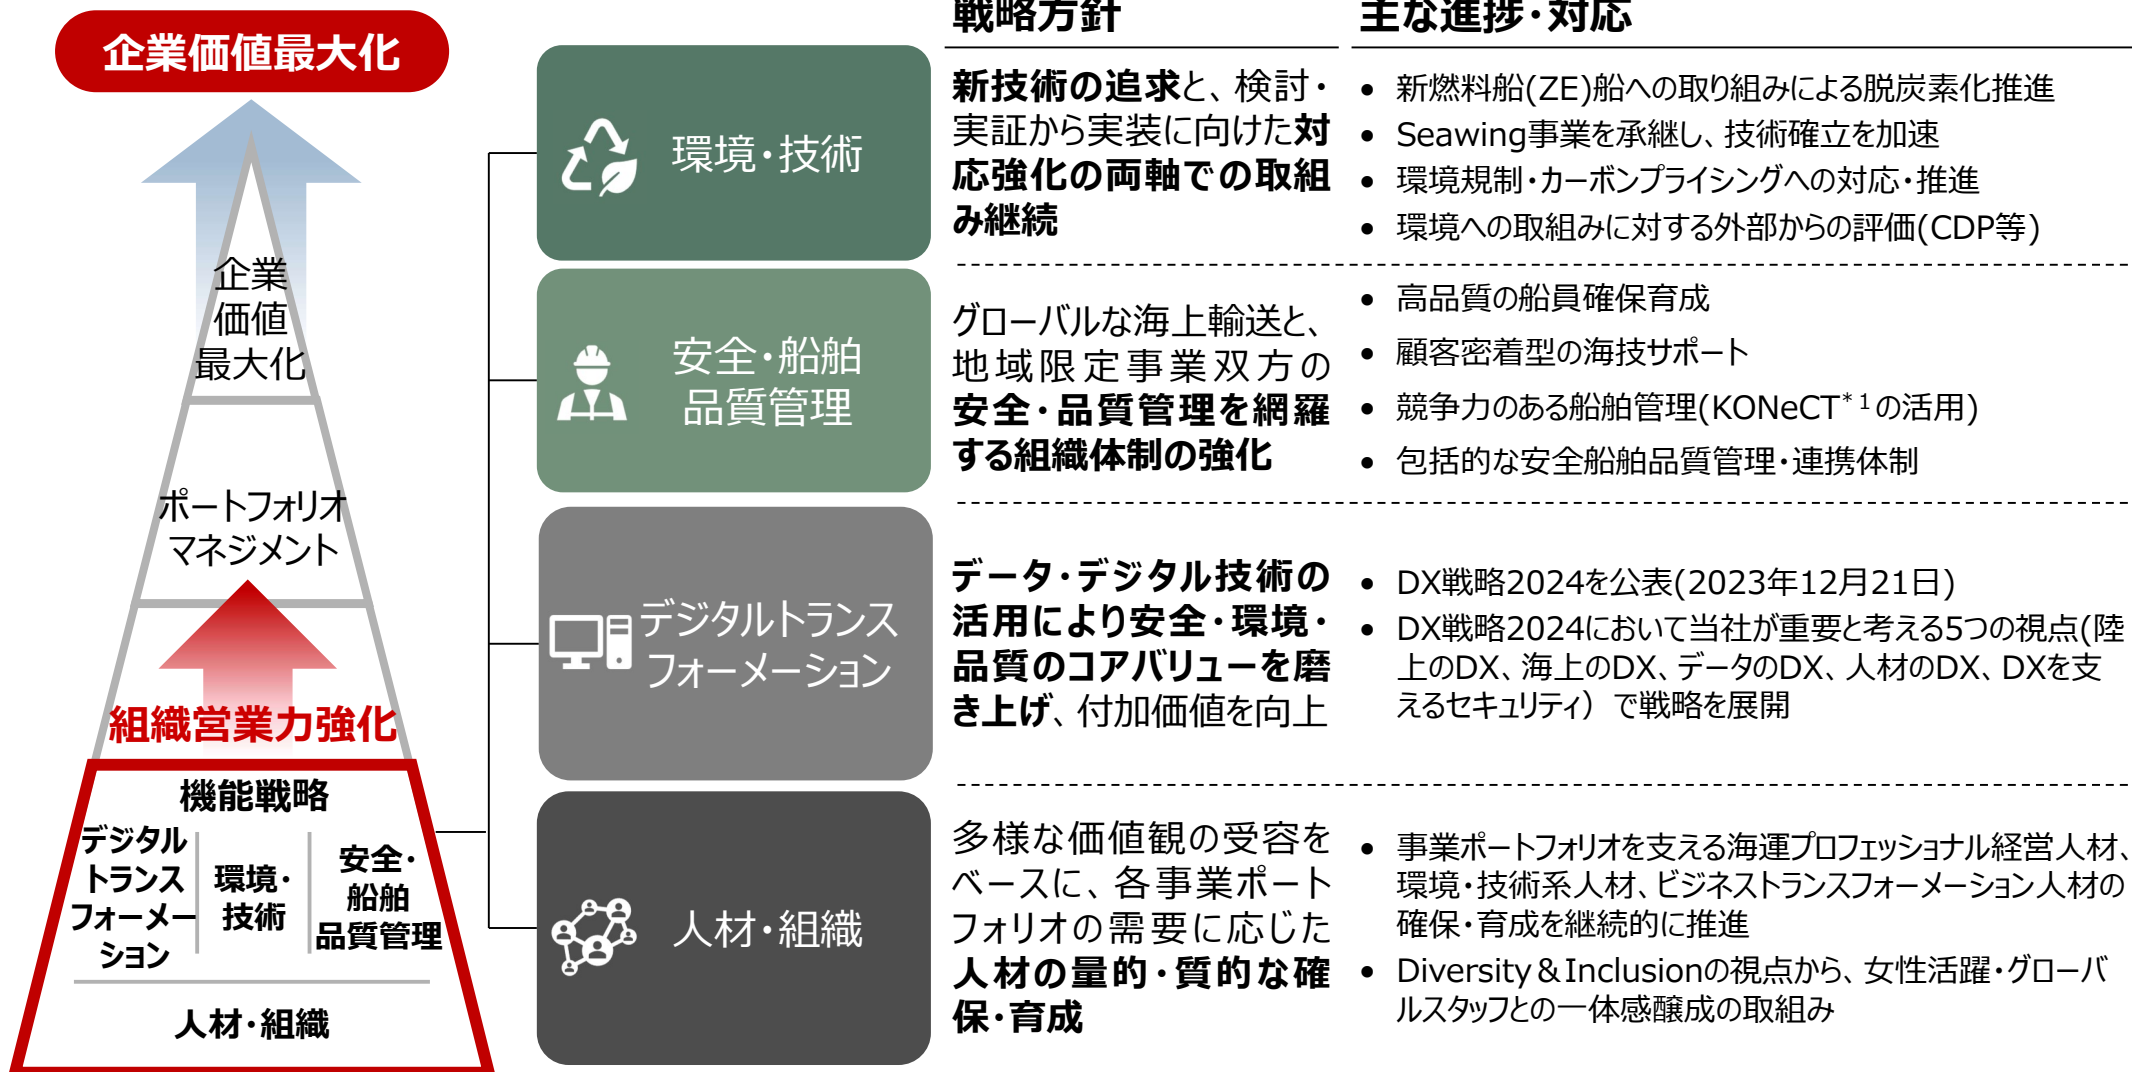 企業価値最大化
企業
価値
最大化
ポートフォリオ
マネジメント
組織営業力強化
機能戦略
デジタル
トランス
フォーメー
ション
環境・
技術
安全・
船舶
品質管理
人材・組織
戦略方針
主な進捗・対応
環境・技術
新技術の追求と、検討・
実証から実装に向けた対
応強化の両軸での取組
み継続
• 新燃料船(ZE)船への取り組みによる脱炭素化推進
• Seawing事業を承継し、技術確立を加速
• 環境規制・カーボンプライシングへの対応・推進
• 環境への取組みに対する外部からの評価(CDP等)
安全・船舶
品質管理
グローバルな海上輸送と、
地域限定事業双方の
安全・品質管理を網羅
する組織体制の強化
• 高品質の船員確保育成
• 顧客密着型の海技サポート
• 競争力のある船舶管理(KONeCT*1の活用)
• 包括的な安全船舶品質管理・連携体制
デジタルトランス
フォーメーション
データ・デジタル技術の
活用により安全・環境・
品質のコアバリューを磨
き上げ、付加価値を向上
• DX戦略2024を公表(2023年12月21日)
• DX戦略2024において当社が重要と考える5つの視点(陸
上のDX、海上のDX、データのDX、人材のDX、DXを支
えるセキュリティ）で戦略を展開
人材・組織
多様な価値観の受容を
ベースに、各事業ポート
フォリオの需要に応じた
人材の量的・質的な確
保・育成
• 事業ポートフォリオを支える海運プロフェッショナル経営人材、
環境・技術系人材、ビジネストランスフォーメーション人材の
確保・育成を継続的に推進
• Diversity＆Inclusionの視点から、女性活躍・グローバ
ルスタッフとの一体感醸成の取組み